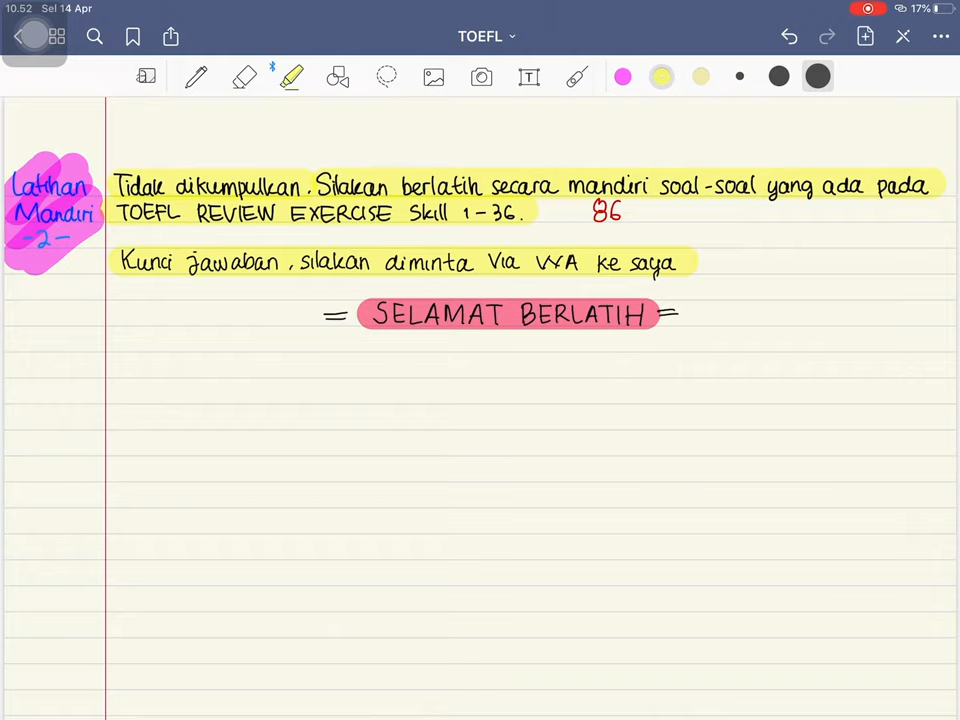 10.52 Sel 14 Apr
17%
TOEFL
T
Latihan
Mandiri
-2-
Tidak dikumpulkan. Silakan berlatih secara mandiri soal-soal yang ada pada
TOEFL REVIEW EXERCISE Skill 1-36. 86
Kunci jawaban, silakan diminta via WA ke saya
= SELAMAT BERLATIH =